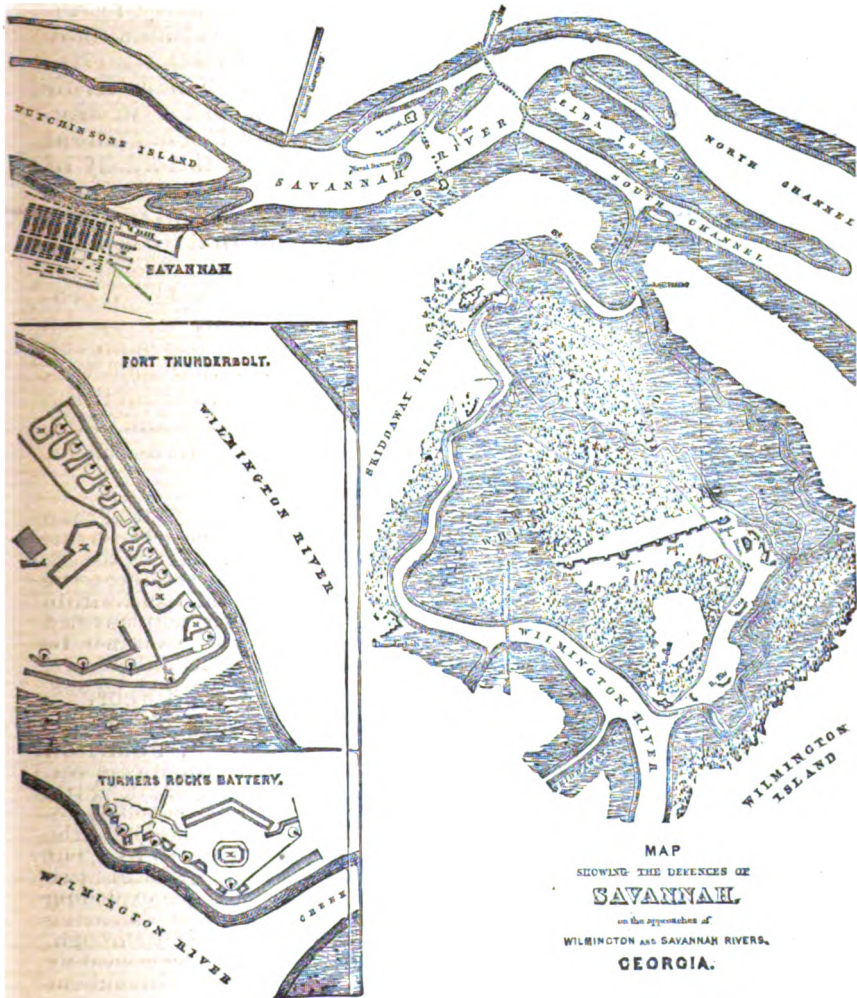 HUTCHINSONS ISLAND
SAVANNAH RIVER
ELBA ISLAND
NORTH CHANNEL
SOUTH CHANNEL
SAVANNAH
FORT THUNDERBOLT.
WILMINGTON RIVER
SKIDDAWAY ISLAND
WHITMARSH
WILMINGTON RIVER
WILMINGTON
ISLAND
TURNERS ROCKS BATTERY.
WILMINGTON RIVER
CREEK
MAP
SHOWING THE DEFENCES OF
SAVANNAH,
on the approaches of
WILMINGTON AND SAVANNAH RIVERS,
GEORGIA.